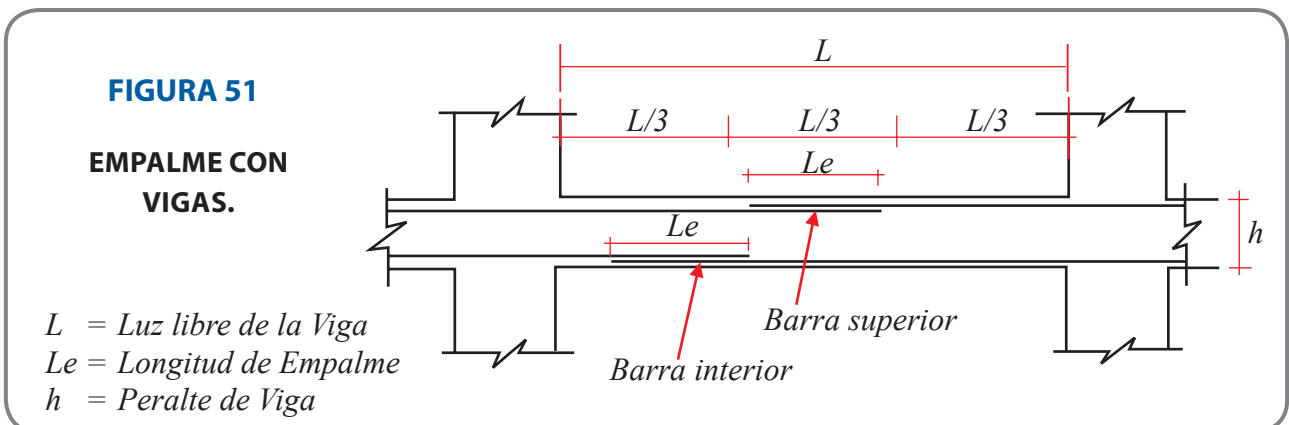 FIGURA 51
EMPALME CON
VIGAS.
L
L/3
L/3
L/3
Le
Le
h
Barra superior
Barra interior
L = Luz libre de la Viga
Le = Longitud de Empalme
h = Peralte de Viga